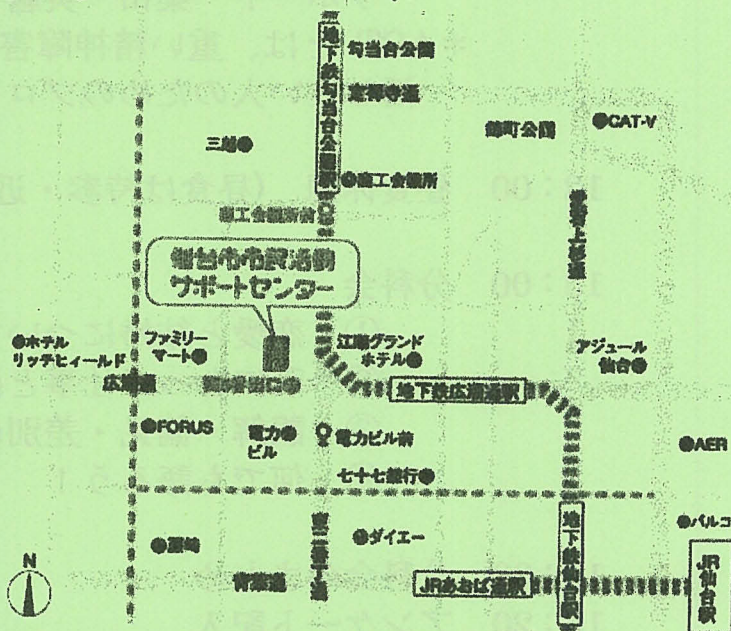 地下鉄勾当台公園駅
勾当台公園
定禅寺通
錦町公園
●CAT-V
三越●
●商工会議所
商工会議所前
仙台市市民活動
サポートセンター
●ホテル
リッチヒィールド
ファミリー
マート●
江陽グランド
ホテル●
アジュール
仙台●
広瀬通
地下鉄広瀬通駅
●FORUS
電力●
ビル
電力ビル前
●AER
七十七銀行●
●ダイエー
●パルコ
東二番丁通
地下鉄仙台駅
青葉通
JRあおば通駅
JR
仙台駅
N